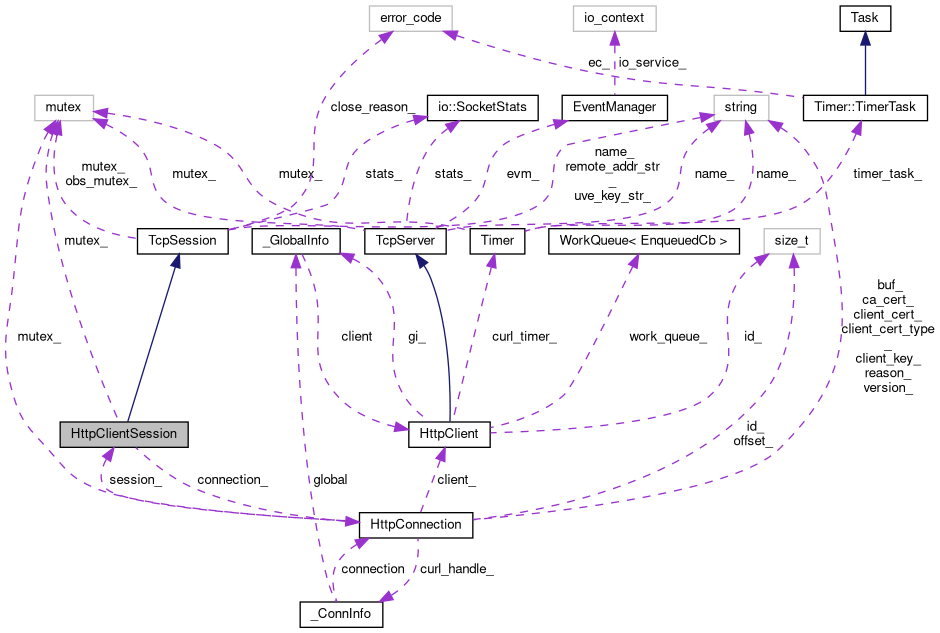 error_code
io_context
Task
ec_
io_service_
mutex
close_reason_
io::SocketStats
EventManager
string
Timer::TimerTask
mutex_
obs_mutex_
mutex_
mutex_
stats_
stats_
evm_
name_
remote_addr_str
_
uve_key_str_
name_
name_
timer_task_
mutex_
TcpSession
_GlobalInfo
TcpServer
Timer
WorkQueue< EnqueuedCb >
size_t
mutex_
client
gi_
curl_timer_
work_queue_
id_
buf_
ca_cert_
client_cert_
client_cert_type
_
client_key_
reason_
version_
HttpClientSession
HttpClient
id_
offset_
session_
connection_
global
client_
HttpConnection
connection
curl_handle_
_ConnInfo